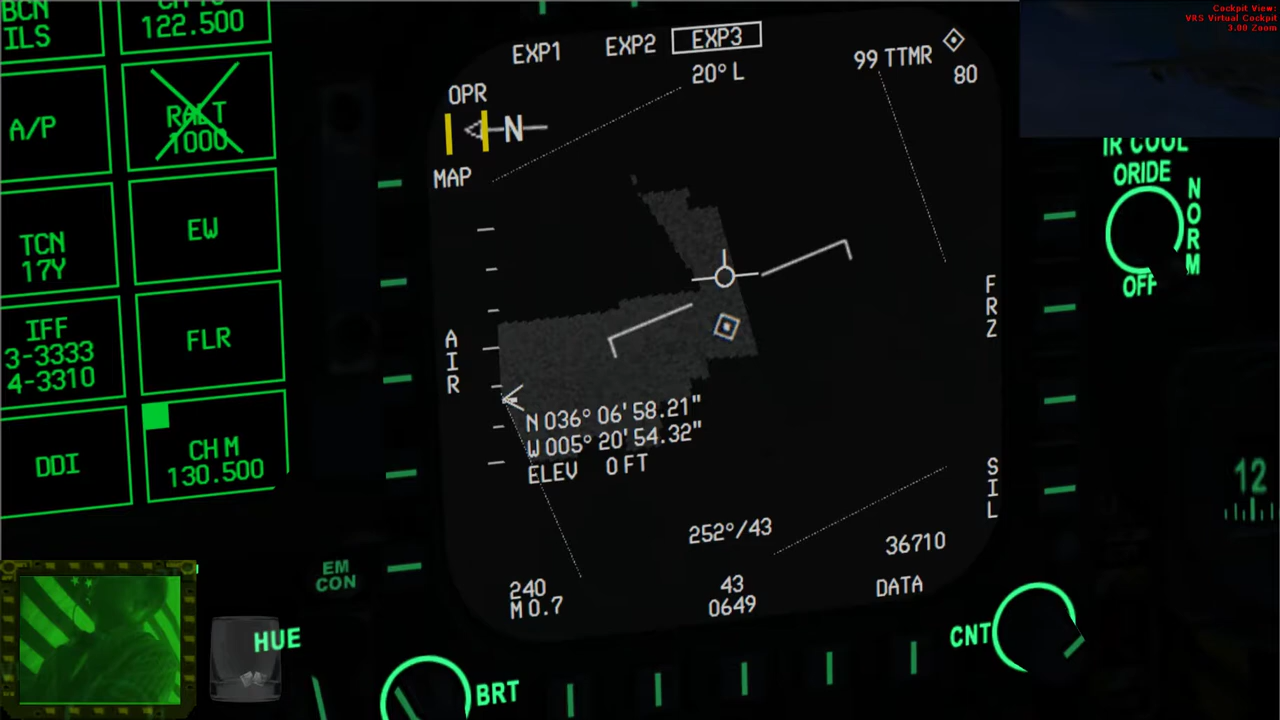 Cockpit View:
VRS Virtual Cockpit
3.00 Zoom
BCN
ILS
122.500
A/P
RALT
1000
TCN
17Y
EW
IFF
3-3333
4-3310
FLR
DDI
CH M
130.500
EXP1 EXP2 EXP3
20° L
99 TTMR
80
OPR
N
MAP
AIR
FRZ
SIL
N 036° 06' 58.21"
W 005° 20' 54.32"
ELEV 0 FT
252°/43
36710
240
M 0.7
43
0649
DATA
IR COOL
ORIDE
NORM
OFF
12
EM
CON
HUE
BRT
CNT